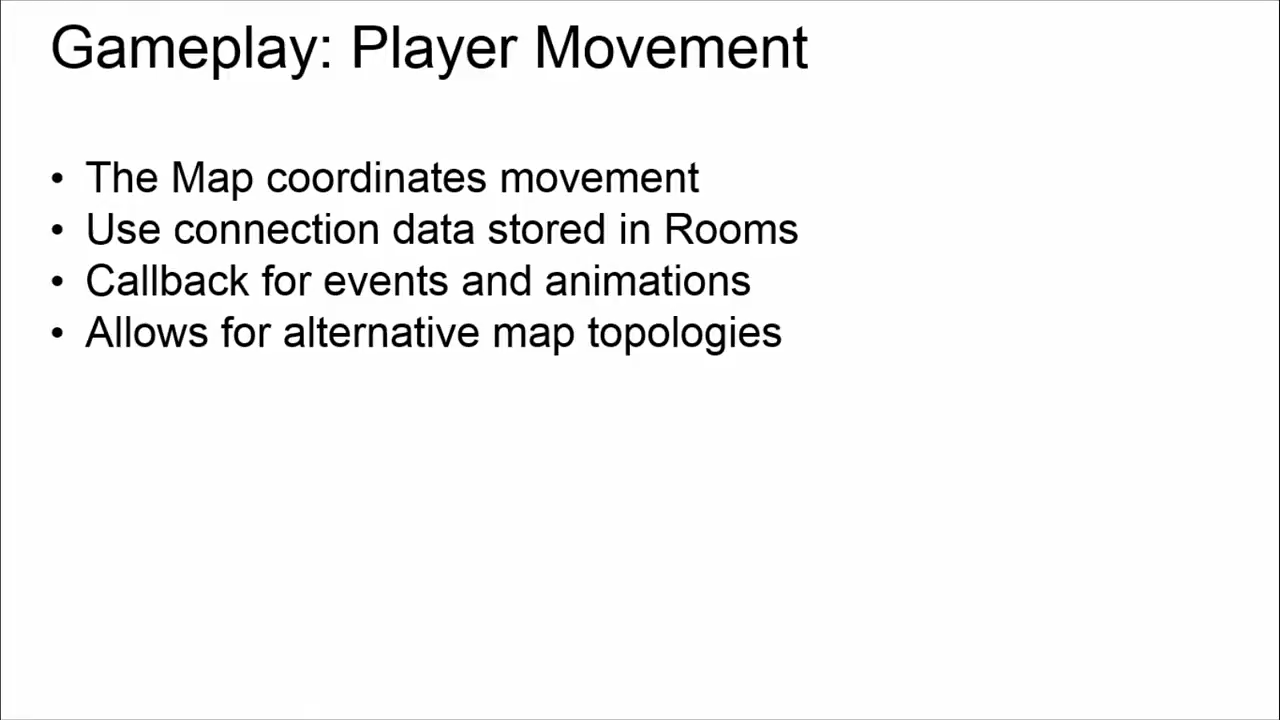 Gameplay: Player Movement
• The Map coordinates movement
• Use connection data stored in Rooms
• Callback for events and animations
• Allows for alternative map topologies